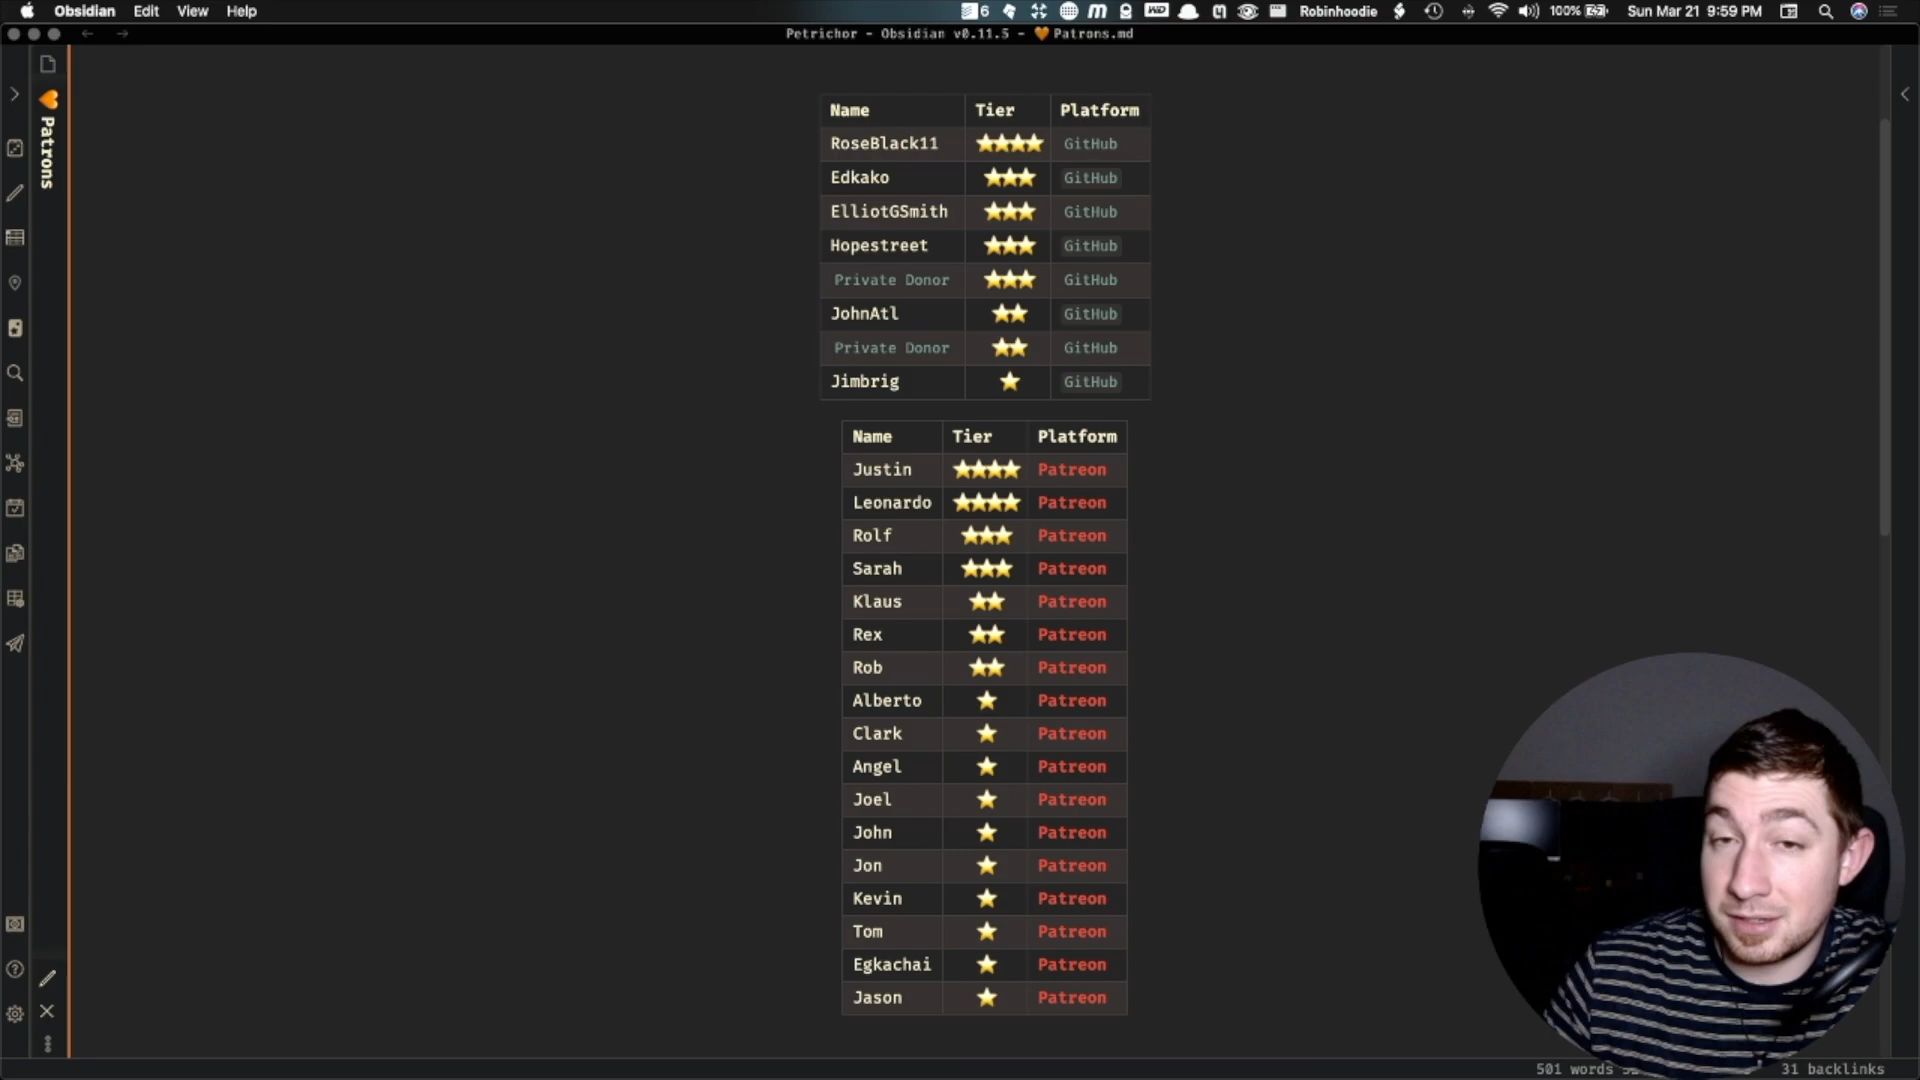 Obsidian Edit View Help 6 Robinhoodie 100% Sun Mar 21 9:59 PM
Petrichor - Obsidian v0.11.5 - 🧡Patrons.md
🧡 Patrons
Name Tier Platform
RoseBlack11 ⭐⭐⭐⭐ GitHub
Edkako ⭐⭐⭐ GitHub
ElliotGSmith ⭐⭐⭐ GitHub
Hopestreet ⭐⭐⭐ GitHub
Private Donor ⭐⭐⭐ GitHub
JohnAtl ⭐⭐ GitHub
Private Donor ⭐⭐ GitHub
Jimbrig ⭐ GitHub
Name Tier Platform
Justin ⭐⭐⭐⭐ Patreon
Leonardo ⭐⭐⭐⭐ Patreon
Rolf ⭐⭐⭐ Patreon
Sarah ⭐⭐⭐ Patreon
Klaus ⭐⭐ Patreon
Rex ⭐⭐ Patreon
Rob ⭐⭐ Patreon
Alberto ⭐ Patreon
Clark ⭐ Patreon
Angel ⭐ Patreon
Joel ⭐ Patreon
John ⭐ Patreon
Jon ⭐ Patreon
Kevin ⭐ Patreon
Tom ⭐ Patreon
Egkachai ⭐ Patreon
Jason ⭐ Patreon
501 words 31 backlinks